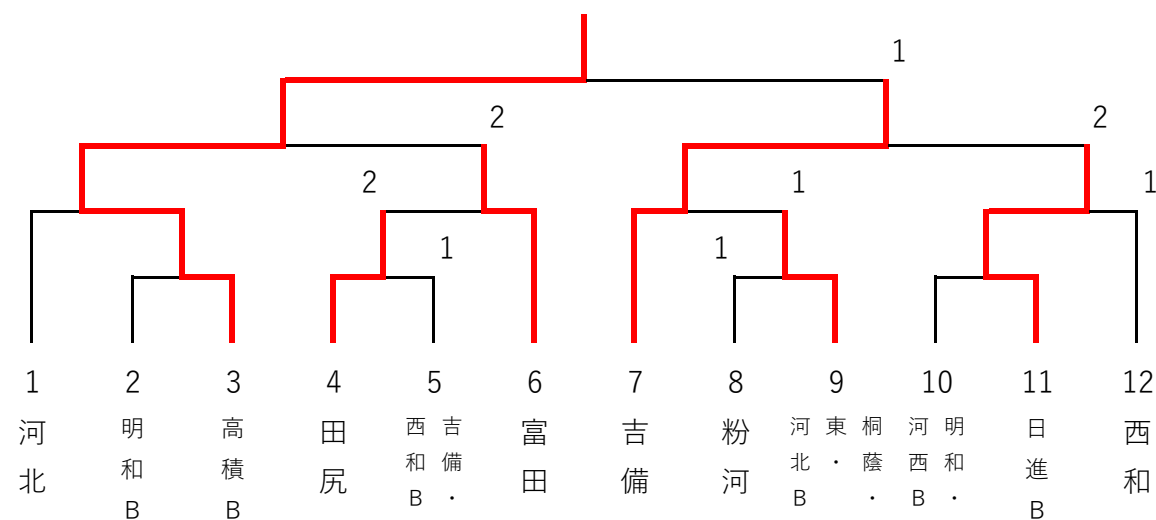 1
2
2
2
1
1
1
1
1 2 3 4 5 6 7 8 9 10 11 12
河北
明和B
高積B
田尻
吉備・
西和B
富田
吉備
粉河
桐蔭・
東・
河北B
明和・
河西B
日進B
西和